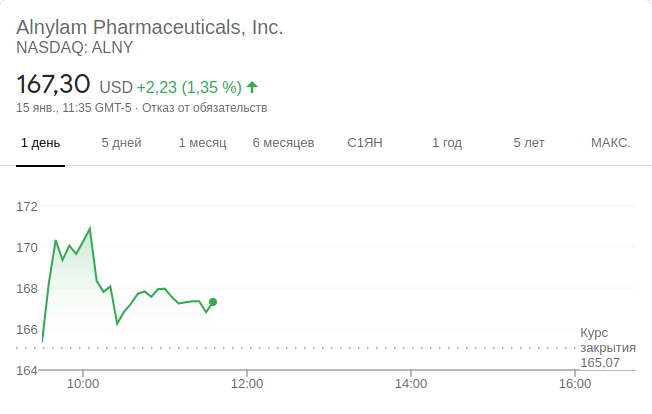 Alnylam Pharmaceuticals, Inc.
NASDAQ: ALNY
167,30 USD +2,23 (1,35 %)
15 янв., 11:35 GMT-5 · Отказ от обязательств
1 день 5 дней 1 месяц 6 месяцев С1ЯН 1 год 5 лет МАКС.
172
170
168
166
Курс
закрытия
165,07
164
10:00 12:00 14:00 16:00